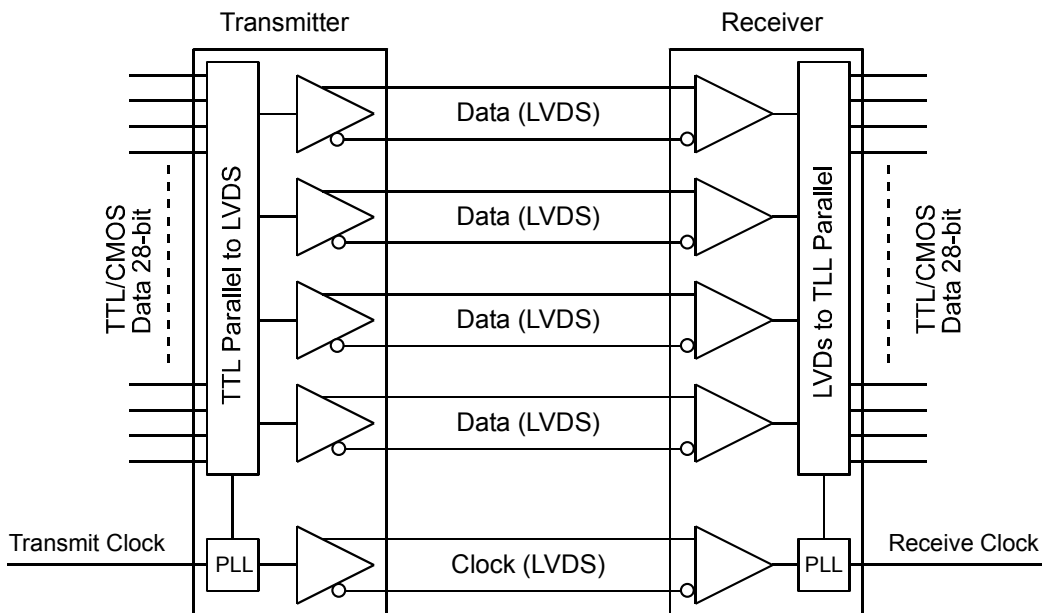 Transmitter
Receiver
Data (LVDS)
Data (LVDS)
Data (LVDS)
Data (LVDS)
Clock (LVDS)
TTL/CMOS
Data 28-bit
TTL Parallel to LVDS
LVDs to TLL Parallel
TTL/CMOS
Data 28-bit
Transmit Clock
PLL
PLL
Receive Clock